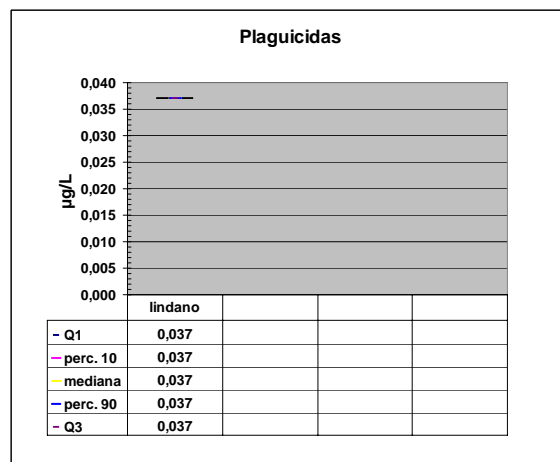 Plaguicidas
µg/L
0,040
0,035
0,030
0,025
0,020
0,015
0,010
0,005
0,000
lindano
Q1 0,037
perc. 10 0,037
mediana 0,037
perc. 90 0,037
Q3 0,037